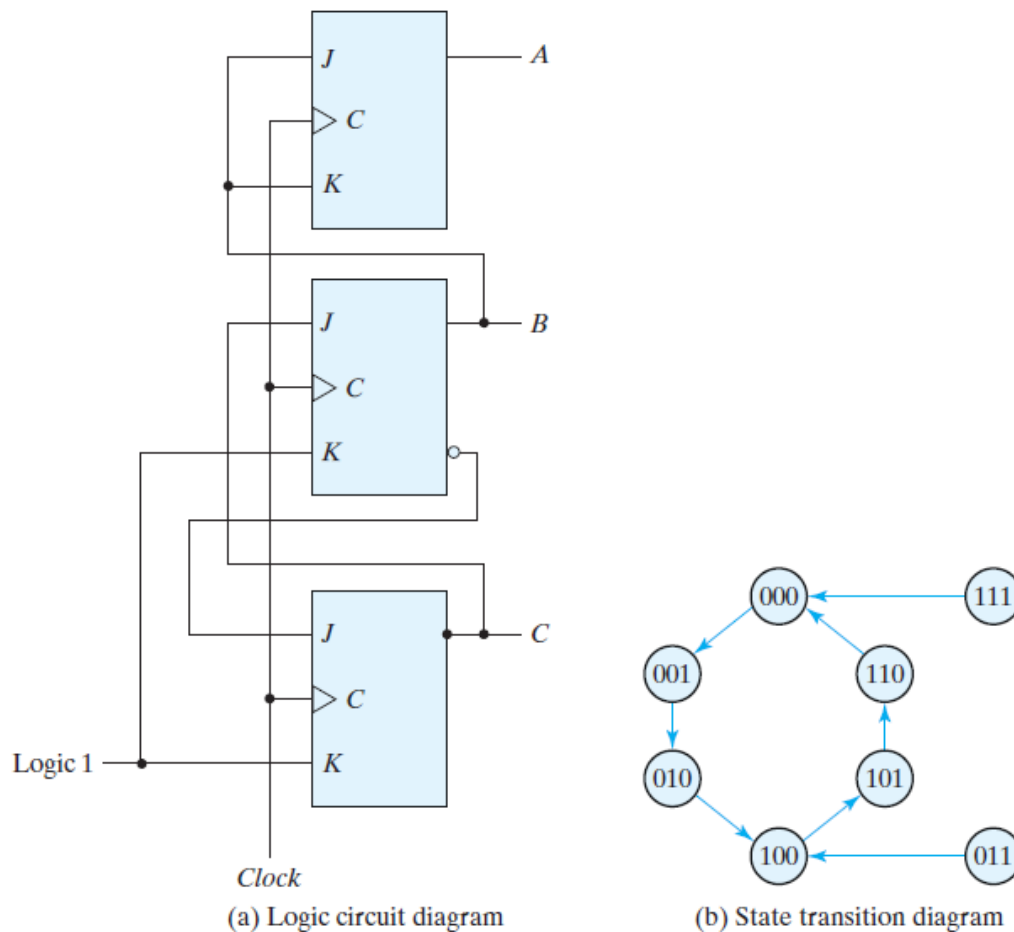 J
A
C
K
J
B
C
K
J
C
C
Logic 1
K
Clock
(a) Logic circuit diagram
000
111
001
110
010
101
100
011
(b) State transition diagram